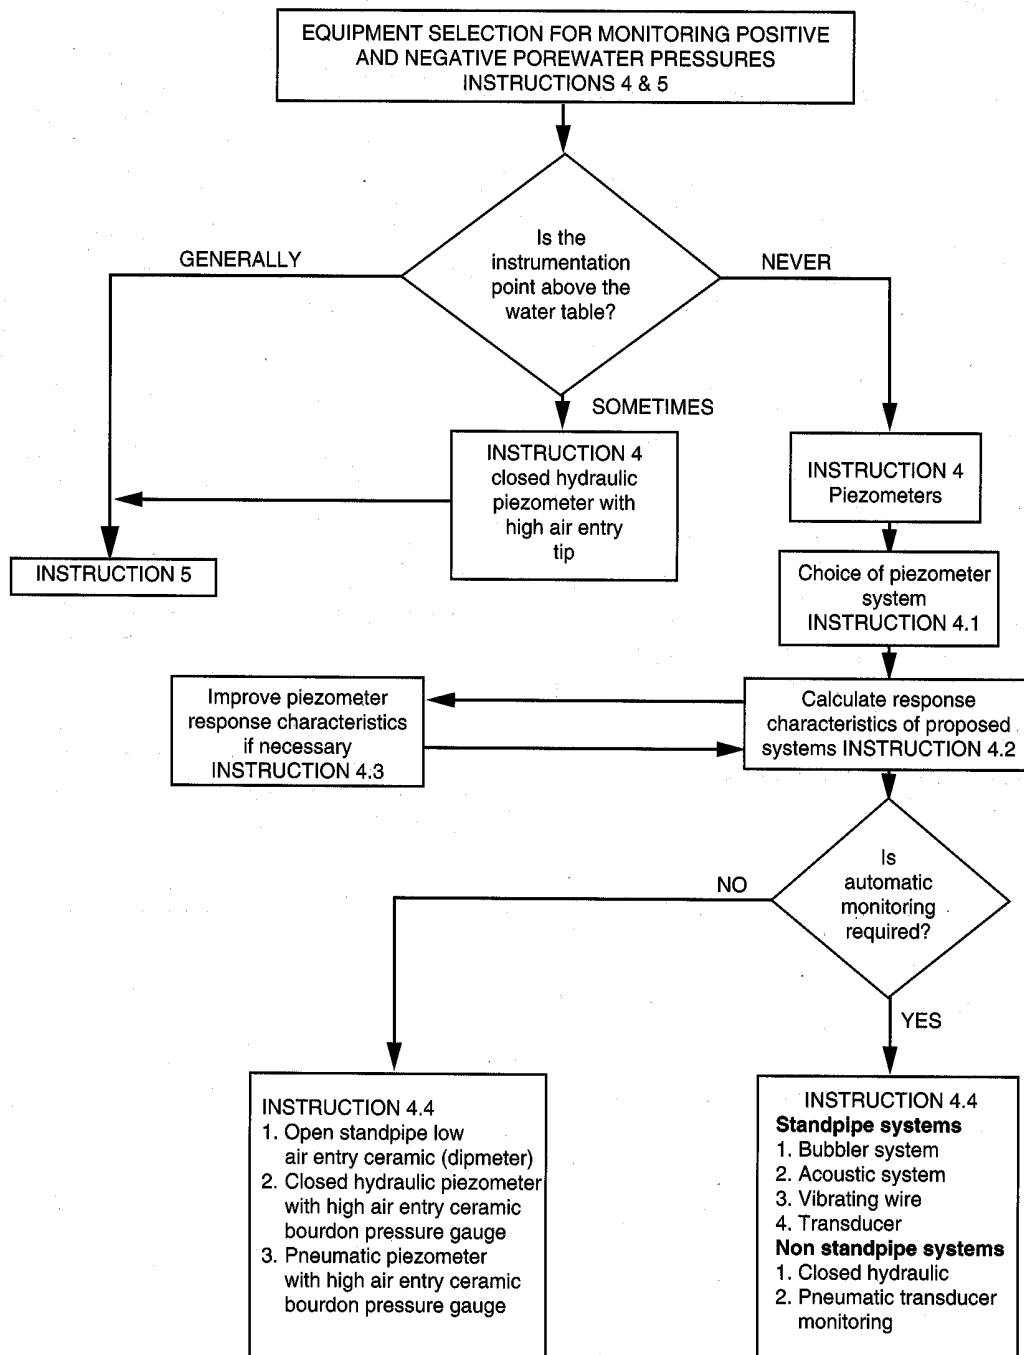 EQUIPMENT SELECTION FOR MONITORING POSITIVE
AND NEGATIVE POREWATER PRESSURES
INSTRUCTIONS 4 & 5
Is the
instrumentation
point above the
water table?
GENERALLY
NEVER
SOMETIMES
INSTRUCTION 4
closed hydraulic
piezometer with
high air entry
tip
INSTRUCTION 4
Piezometers
INSTRUCTION 5
Choice of piezometer
system
INSTRUCTION 4.1
Improve piezometer
response characteristics
if necessary
INSTRUCTION 4.3
Calculate response
characteristics of proposed
systems INSTRUCTION 4.2
Is
automatic
monitoring
required?
NO
YES
INSTRUCTION 4.4
1. Open standpipe low
air entry ceramic (dipmeter)
2. Closed hydraulic piezometer
with high air entry ceramic
bourdon pressure gauge
3. Pneumatic piezometer
with high air entry ceramic
bourdon pressure gauge
INSTRUCTION 4.4
Standpipe systems
1. Bubbler system
2. Acoustic system
3. Vibrating wire
4. Transducer
Non standpipe systems
1. Closed hydraulic
2. Pneumatic transducer
monitoring